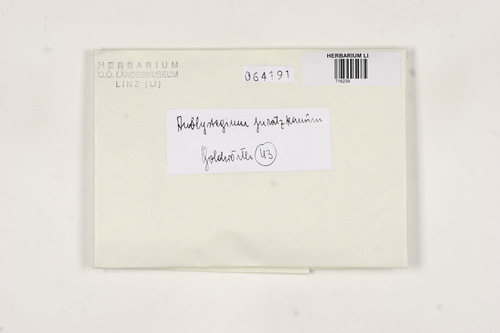 HERBARIUM
O.Ö. LANDESMUSEUM
LINZ (LI)
064191
HERBARIUM LI
Amblystegium juratzkanum
Goldwörth 43